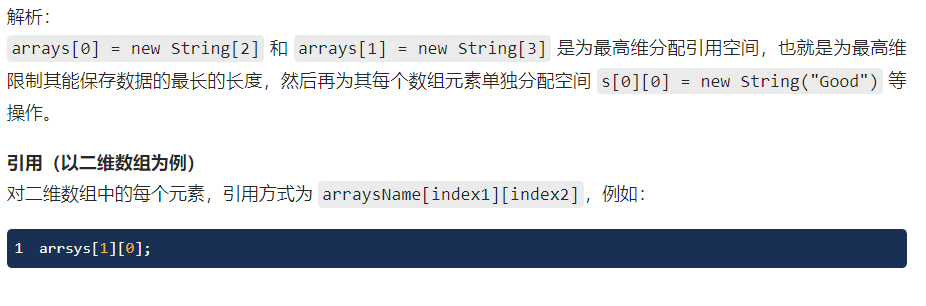 解析：
arrays[0] = new String[2] 和 arrays[1] = new String[3] 是为最高维分配引用空间，也就是为最高维
限制其能保存数据的最长的长度，然后再为其每个数组元素单独分配空间 s[0][0] = new String("Good") 等
操作。
引用（以二维数组为例）
对二维数组中的每个元素，引用方式为 arraysName[index1][index2]，例如：
1 arrsys[1][0];